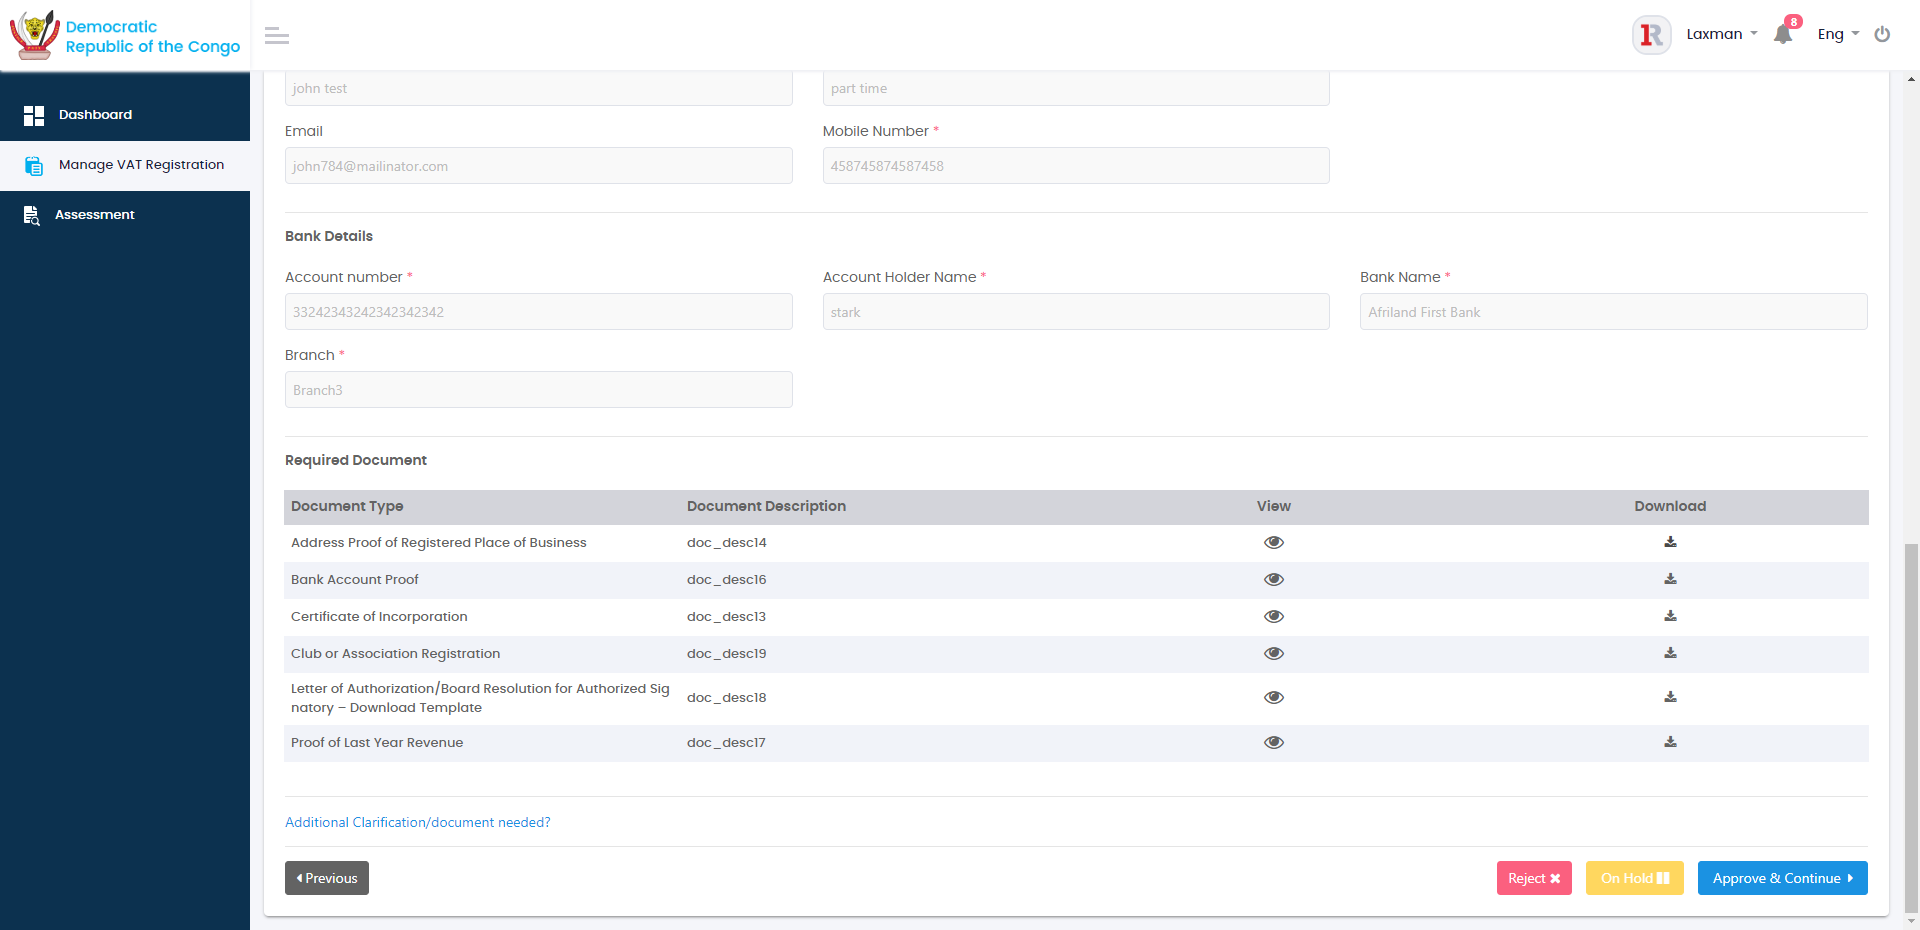 Democratic
Republic of the Congo
Laxman
8
Eng
Dashboard
Manage VAT Registration
Assessment
john test
part time
Email
Mobile Number *
john784@mailinator.com
458745874587458
Bank Details
Account number *
Account Holder Name *
Bank Name *
33242343242342342342
stark
Afriland First Bank
Branch *
Branch3
Required Document
Document Type
Document Description
View
Download
Address Proof of Registered Place of Business
doc_desc14
Bank Account Proof
doc_desc16
Certificate of Incorporation
doc_desc13
Club or Association Registration
doc_desc19
Letter of Authorization/Board Resolution for Authorized Sig
natory – Download Template
doc_desc18
Proof of Last Year Revenue
doc_desc17
Additional Clarification/document needed?
Previous
Reject
On Hold
Approve & Continue